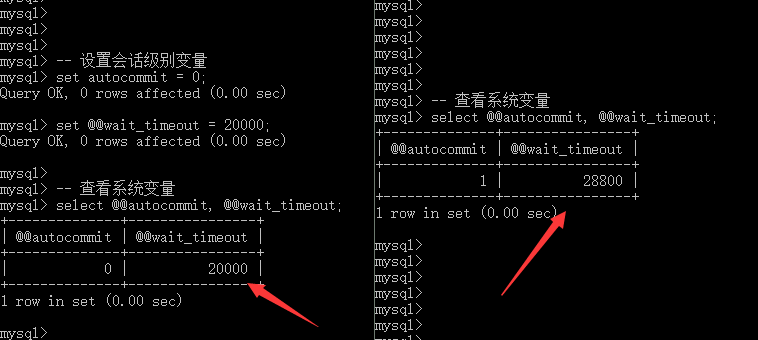 mysql>
mysql>
mysql>
mysql> -- 设置会话级别变量
mysql> set autocommit = 0;
Query OK, 0 rows affected (0.00 sec)
mysql> set @@wait_timeout = 20000;
Query OK, 0 rows affected (0.00 sec)
mysql>
mysql> -- 查看系统变量
mysql> select @@autocommit, @@wait_timeout;
+--------------+----------------+
| @@autocommit | @@wait_timeout |
+--------------+----------------+
| 0 | 20000 |
+--------------+----------------+
1 row in set (0.00 sec)
mysql>
mysql>
mysql>
mysql>
mysql>
mysql>
mysql>
mysql> -- 查看系统变量
mysql> select @@autocommit, @@wait_timeout;
+--------------+----------------+
| @@autocommit | @@wait_timeout |
+--------------+----------------+
| 1 | 28800 |
+--------------+----------------+
1 row in set (0.00 sec)
mysql>
mysql>
mysql>
mysql>
mysql>
mysql>